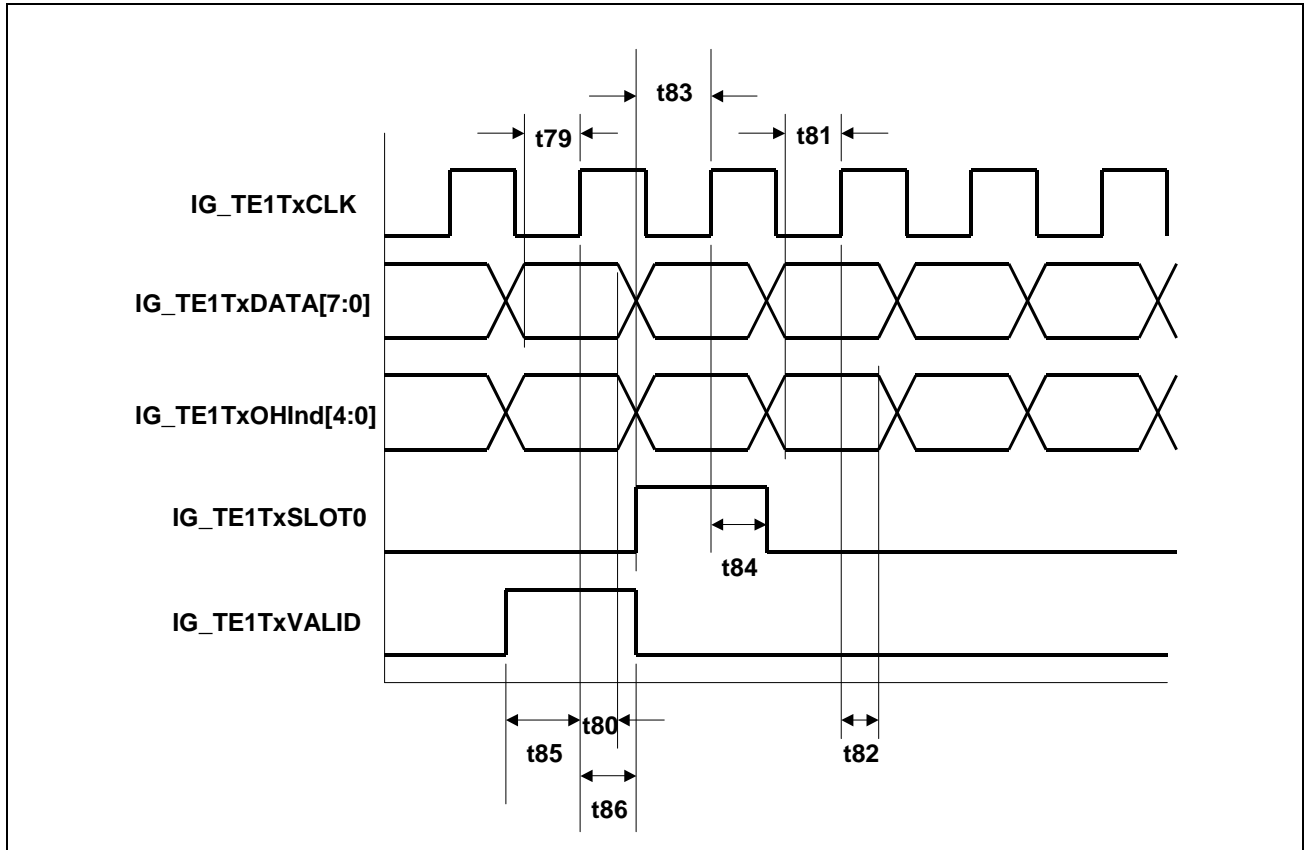 t83
t79
t81
IG_TE1TxCLK
IG_TE1TxDATA[7:0]
IG_TE1TxOHInd[4:0]
IG_TE1TxSLOT0
t84
IG_TE1TxVALID
t80
t85
t82
t86